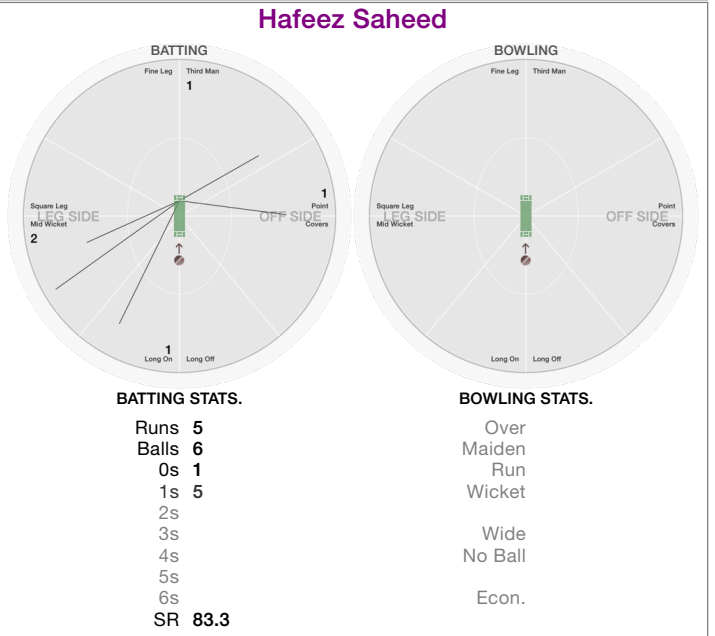 Hafeez Saheed
BATTING
Fine Leg Third Man
1
1
Square Leg Point
LEG SIDE OFF SIDE
Mid Wicket Covers
2
1
Long On Long Off
BOWLING
Fine Leg Third Man
Square Leg Point
LEG SIDE OFF SIDE
Mid Wicket Covers
Long On Long Off
BATTING STATS.
Runs 5
Balls 6
0s 1
1s 5
2s
3s
4s
5s
6s
SR 83.3
BOWLING STATS.
Over
Maiden
Run
Wicket
Wide
No Ball
Econ.